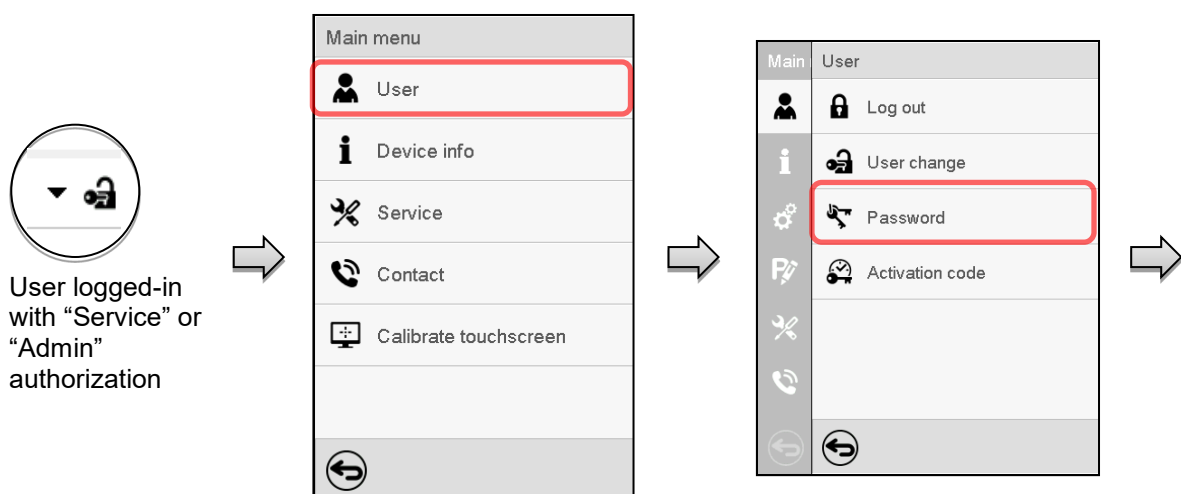 User logged-in
with “Service” or
“Admin”
authorization
Main menu
User
Device info
Service
Contact
Calibrate touchscreen
Main
User
Log out
User change
Password
Activation code